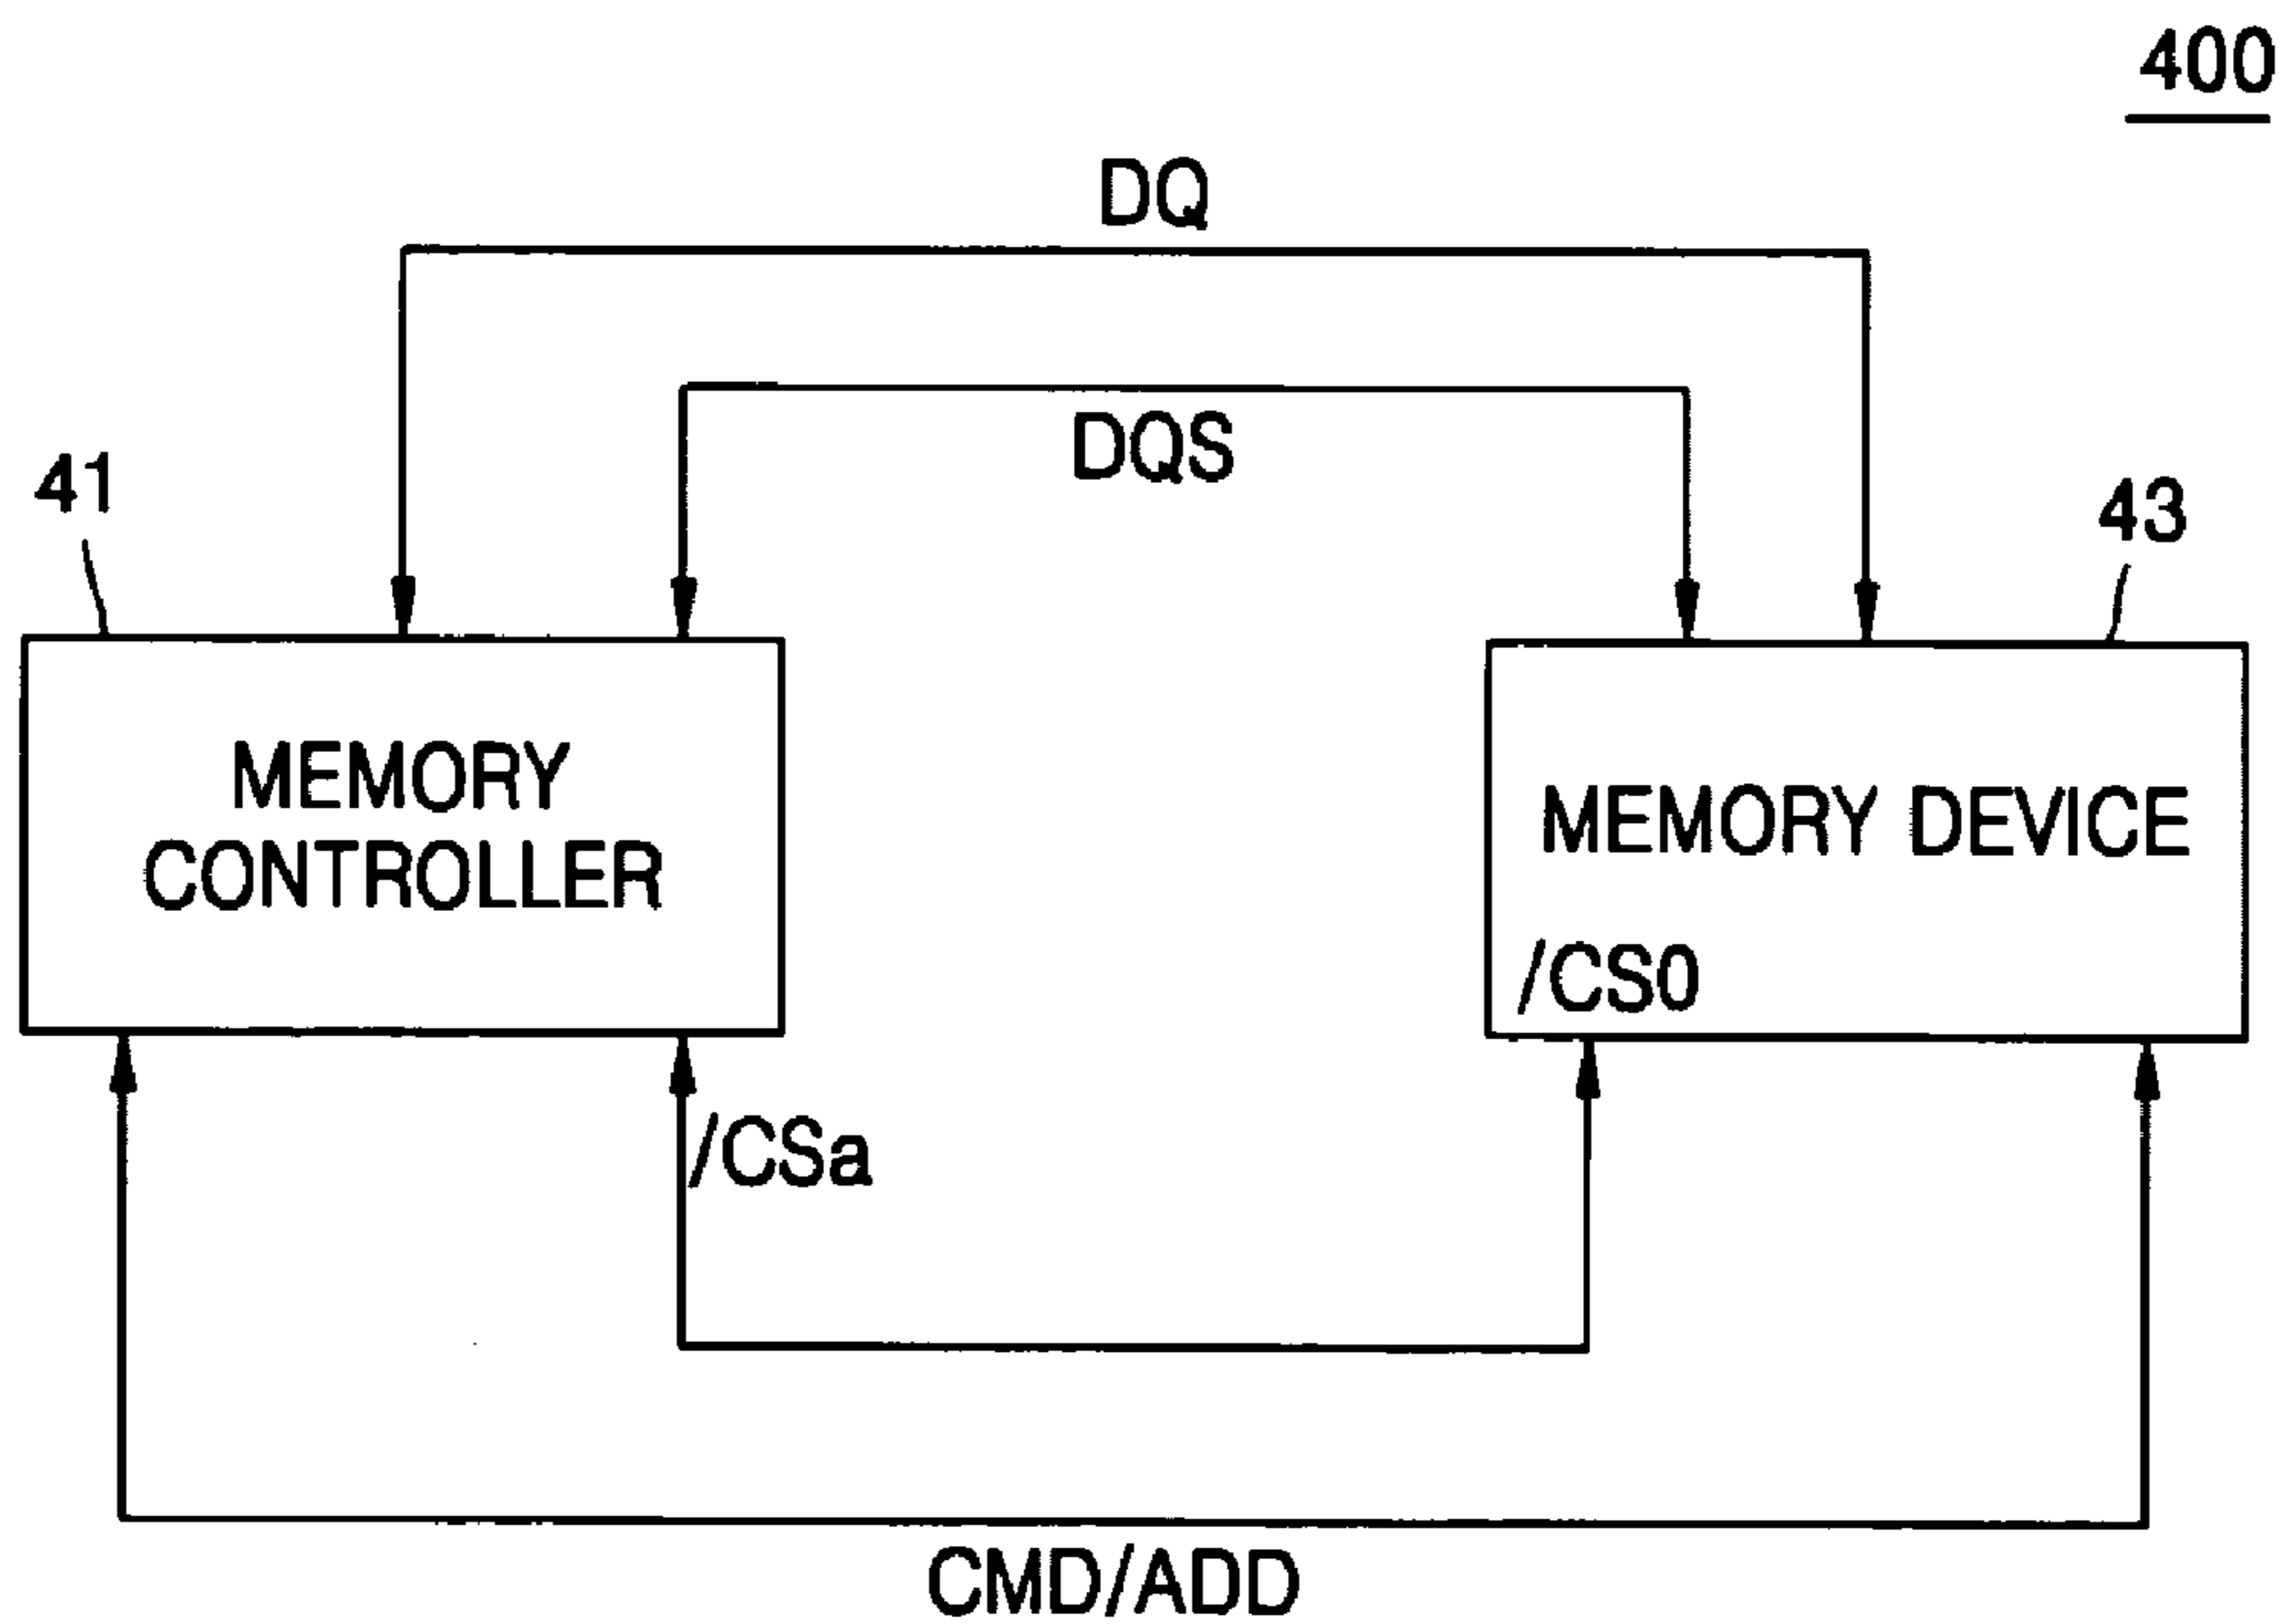 400
DQ
DQS
41
43
MEMORY
CONTROLLER
MEMORY DEVICE
/CS0
/CSa
CMD/ADD